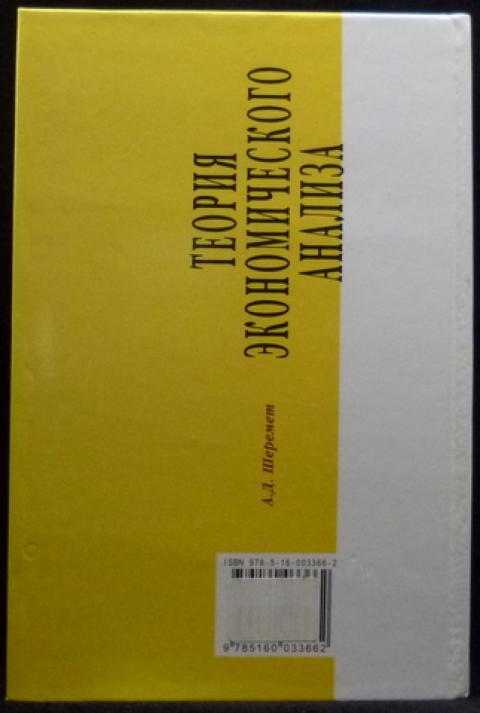 ТЕОРИЯ
ЭКОНОМИЧЕСКОГО
АНАЛИЗА
А.Д. Шеремет
ISBN 978-5-16-003366-2
9 785160 033662